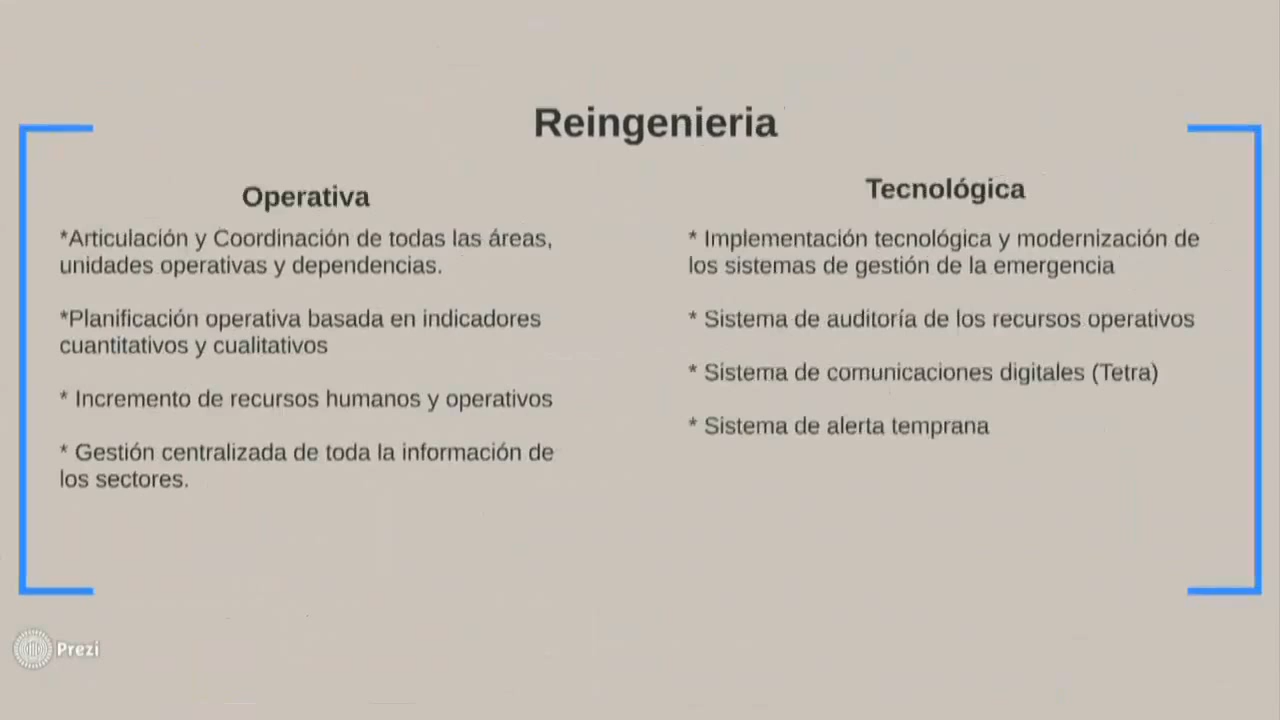 Reingenieria
Operativa
*Articulación y Coordinación de todas las áreas,
unidades operativas y dependencias.
*Planificación operativa basada en indicadores
cuantitativos y cualitativos
* Incremento de recursos humanos y operativos
* Gestión centralizada de toda la información de
los sectores.
Tecnológica
* Implementación tecnológica y modernización de
los sistemas de gestión de la emergencia
* Sistema de auditoría de los recursos operativos
* Sistema de comunicaciones digitales (Tetra)
* Sistema de alerta temprana
Prezi